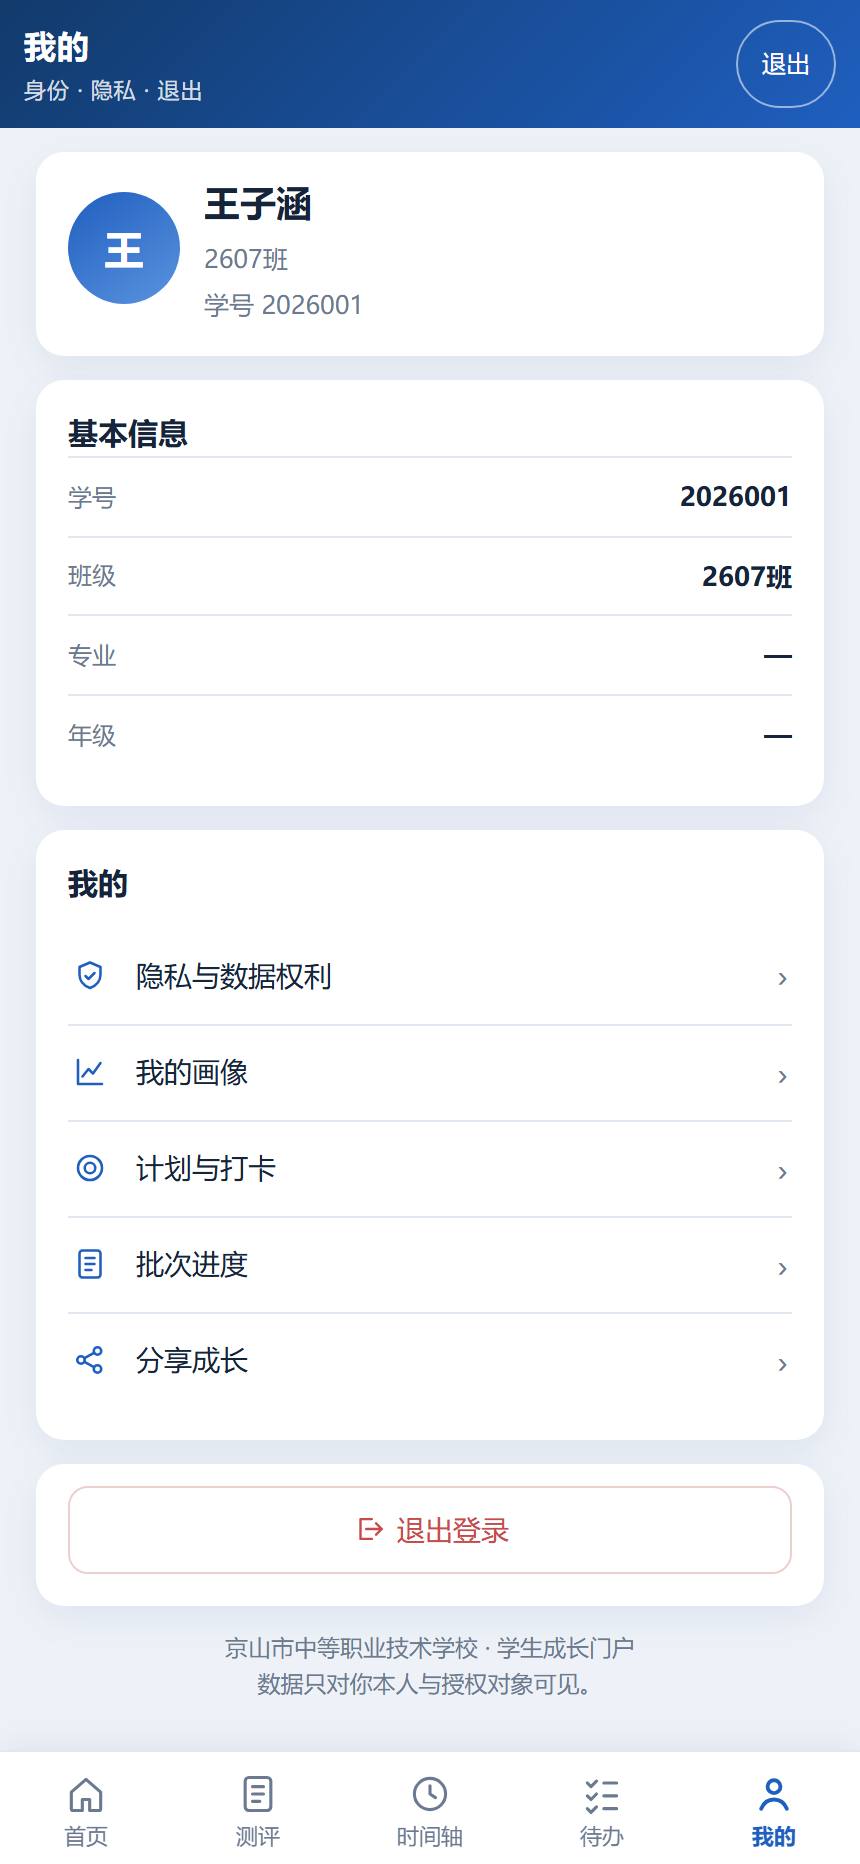 我的
身份 · 隐私 · 退出
退出
王
王子涵
2607班
学号 2026001
基本信息
学号 2026001
班级 2607班
专业 —
年级 —
我的
隐私与数据权利 ›
我的画像 ›
计划与打卡 ›
批次进度 ›
分享成长 ›
退出登录
京山市中等职业技术学校 · 学生成长门户
数据只对你本人与授权对象可见。
首页 测评 时间轴 待办 我的